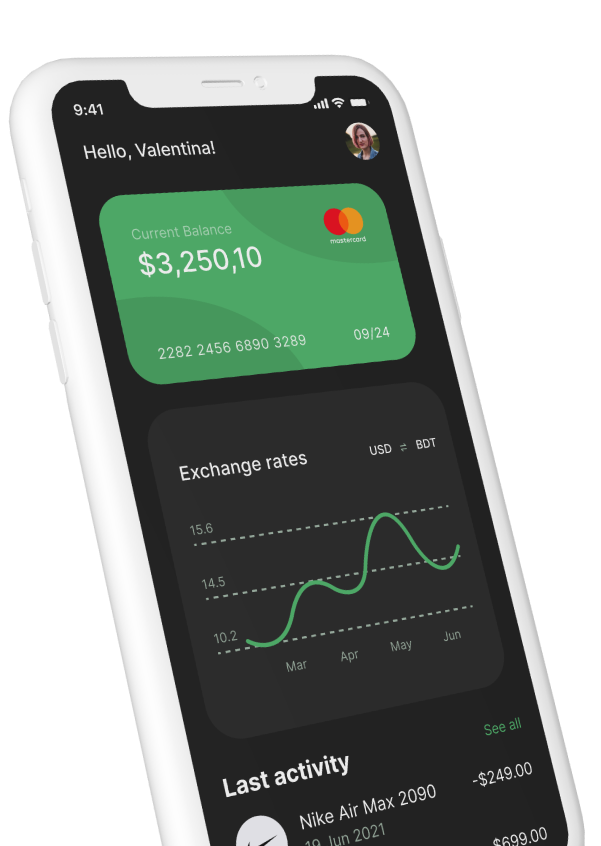 9:41
Hello, Valentina!
Current Balance
$3,250,10
mastercard
2282 2456 6890 3289 09/24
Exchange rates USD ⇌ BDT
15.6
14.5
10.2
Mar Apr May Jun
See all
Last activity
Nike Air Max 2090 -$249.00
19 Jun 2021
$699.00